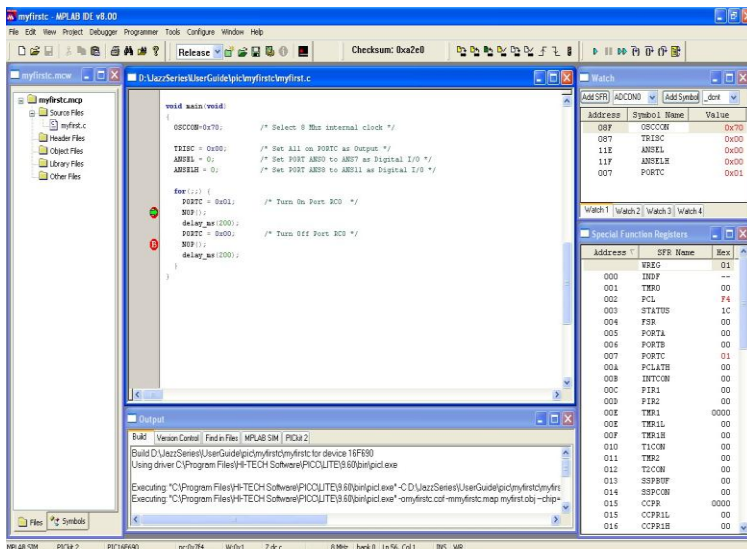 myfirstc - MPLAB IDE v8.00
File Edit View Project Debugger Programmer Tools Configure Window Help
Release Checksum: 0xa2e0
myfirstc.mcw
myfirstc.mcp
Source Files
myfirst.c
Header Files
Object Files
Library Files
Other Files
Files Symbols
D:\JazzSeries\UserGuide\pic\myfirstc\myfirst.c
void main(void)
{
OSCCON=0x70; /* Select 8 Mhz internal clock */
TRISC = 0x00; /* Set All on PORTC as Output */
ANSEL = 0; /* Set PORT AN50 to AN57 as Digital I/O */
ANSELH = 0; /* Set PORT AN58 to AN511 as Digital I/O */
for(;;) {
PORTC = 0x01; /* Turn On Port RC0 */
NOP();
delay_ms(200);
PORTC = 0x00; /* Turn Off Port RC0 */
B NOP();
delay_ms(200);
}
}
Output
Build Version Control Find in Files MPLAB SIM PICkit 2
Build D:\JazzSeries\UserGuide\pic\myfirstc\myfirstc for device 16F690
Using driver C:\Program Files\HI-TECH Software\PICC\LITE\9.60\bin\picl.exe
Executing: "C:\Program Files\HI-TECH Software\PICC\LITE\9.60\bin\picl.exe" -C D:\JazzSeries\UserGuide\pic\myfirstc\myfirs
Executing: "C:\Program Files\HI-TECH Software\PICC\LITE\9.60\bin\picl.exe" -omyfirstc.cof -mmyfirstc.map myfirst.obj --chip=
Watch
Add SFR ADCON0 Add Symbol _dcnt
Address Symbol Name Value
08F OSCCON 0x70
087 TRISC 0x00
11E ANSEL 0x00
11F ANSELH 0x00
007 PORTC 0x01
Watch 1 Watch 2 Watch 3 Watch 4
Special Function Registers
Address SFR Name Hex
WREG 01
000 INDF --
001 TMR0 00
002 PCL F4
003 STATUS 1C
004 FSR 00
005 PORTA 00
006 PORTB 00
007 PORTC 01
00A PCLATH 00
00B INTCON 00
00C PIR1 00
00D PIR2 00
00E TMR1 0000
00E TMR1L 00
00F TMR1H 00
010 T1CON 00
011 TMR2 00
012 T2CON 00
013 SSPBUF 00
014 SSPCON 00
015 CCPR 0000
015 CCPR1L 00
016 CCPR1H 00
MPLAB SIM PICkit 2 PIC16F690 pc:0x7f4 W:0x1 Z dc c 8 MHz bank 0 Ln 56, Col 1 INS WR